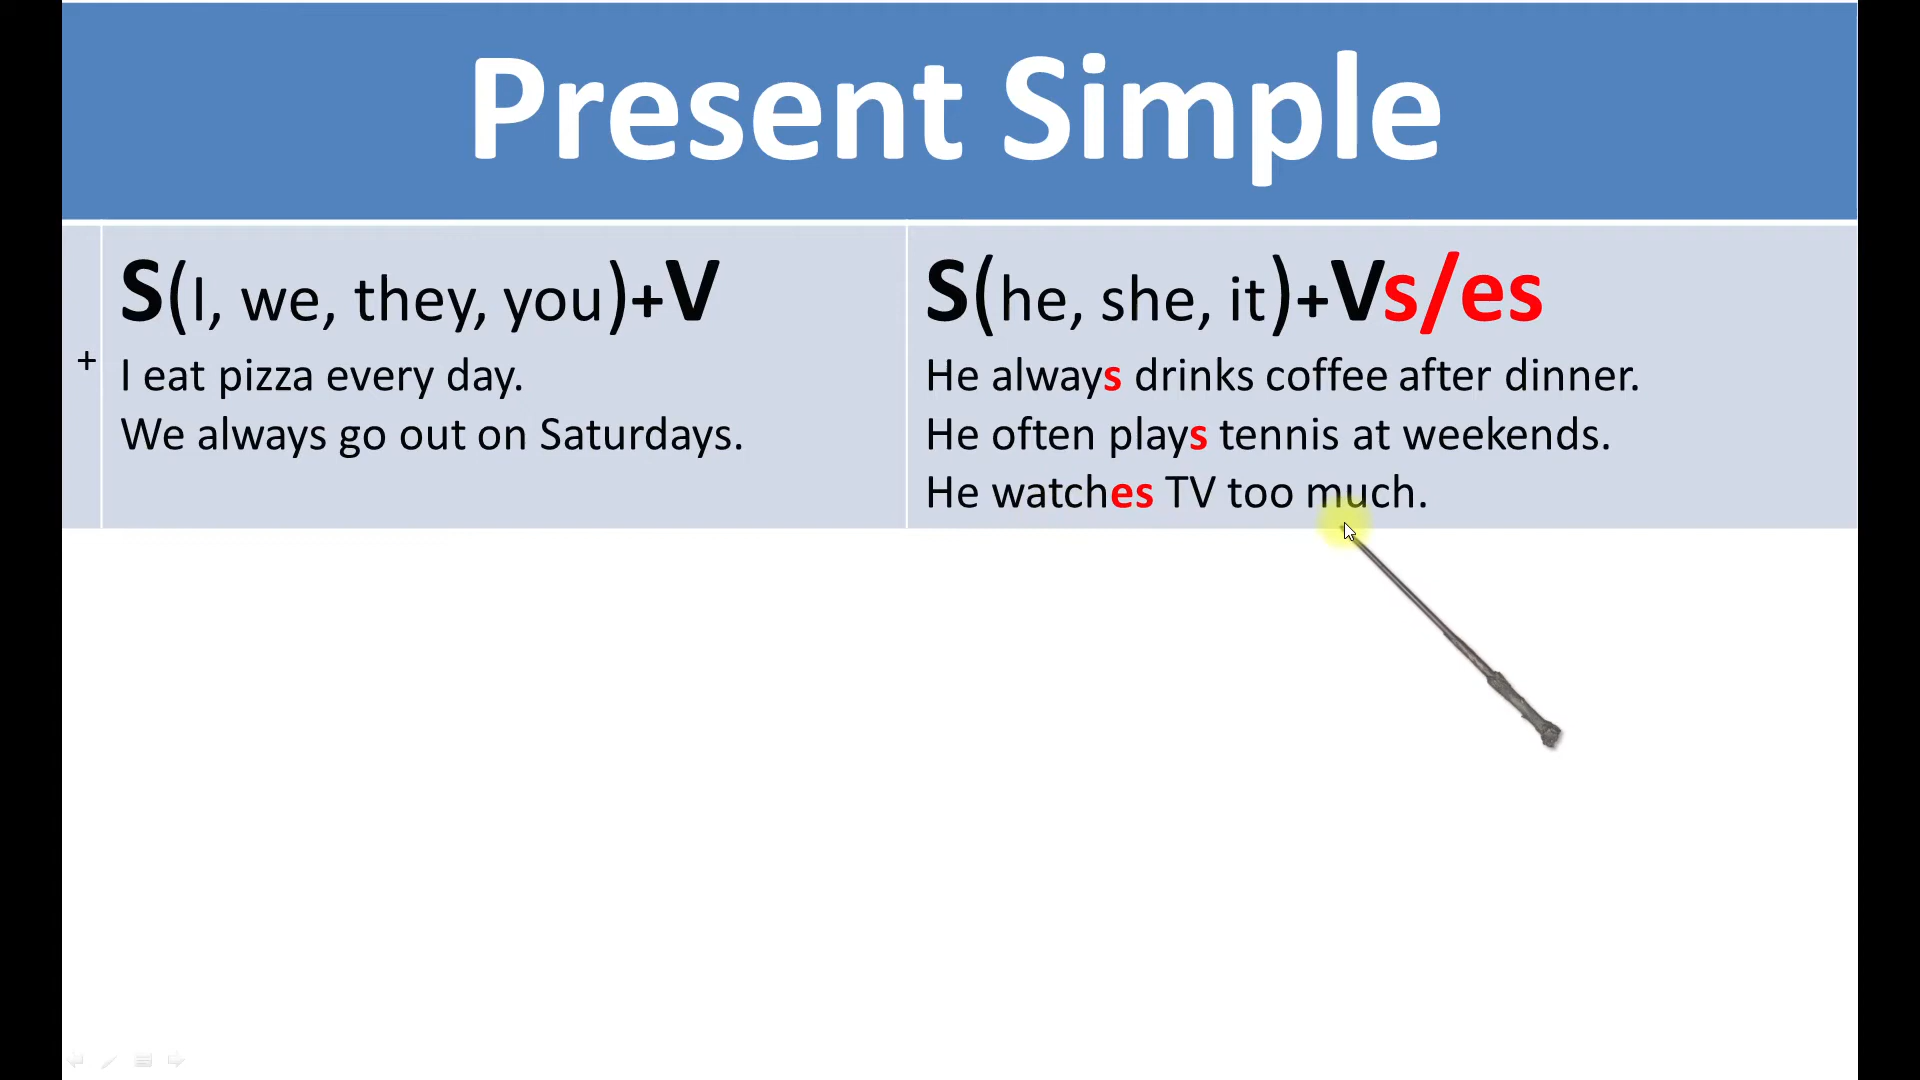 Present Simple
S(I, we, they, you)+V
+
I eat pizza every day.
We always go out on Saturdays.
S(he, she, it)+Vs/es
He always drinks coffee after dinner.
He often plays tennis at weekends.
He watches TV too much.